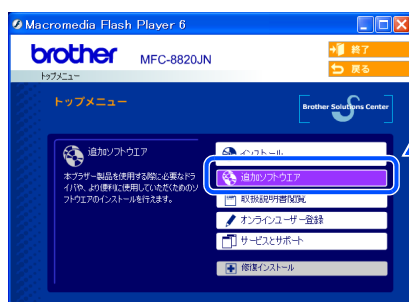 Macromedia Flash Player 6
brother
MFC-8820JN
終了
戻る
トップメニュー
トップメニュー
Brother Solutions Center
追加ソフトウエア
本ブラザー製品を使用する際に必要なドラ
イバや、より便利に使用していただくためのソ
フトウエアのインストールを行えます。
インストール
追加ソフトウエア
取扱説明書閲覧
オンラインユーザー登録
サービスとサポート
修復インストール
4